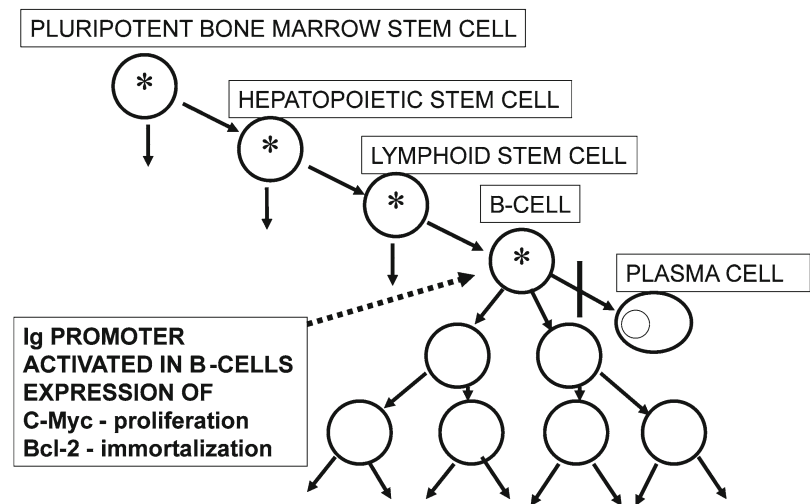 PLURIPOTENT BONE MARROW STEM CELL
*
HEPATOPOIETIC STEM CELL
*
LYMPHOID STEM CELL
*
B-CELL
*
PLASMA CELL
Ig PROMOTER
ACTIVATED IN B-CELLS
EXPRESSION OF
C-Myc - proliferation
Bcl-2 - immortalization